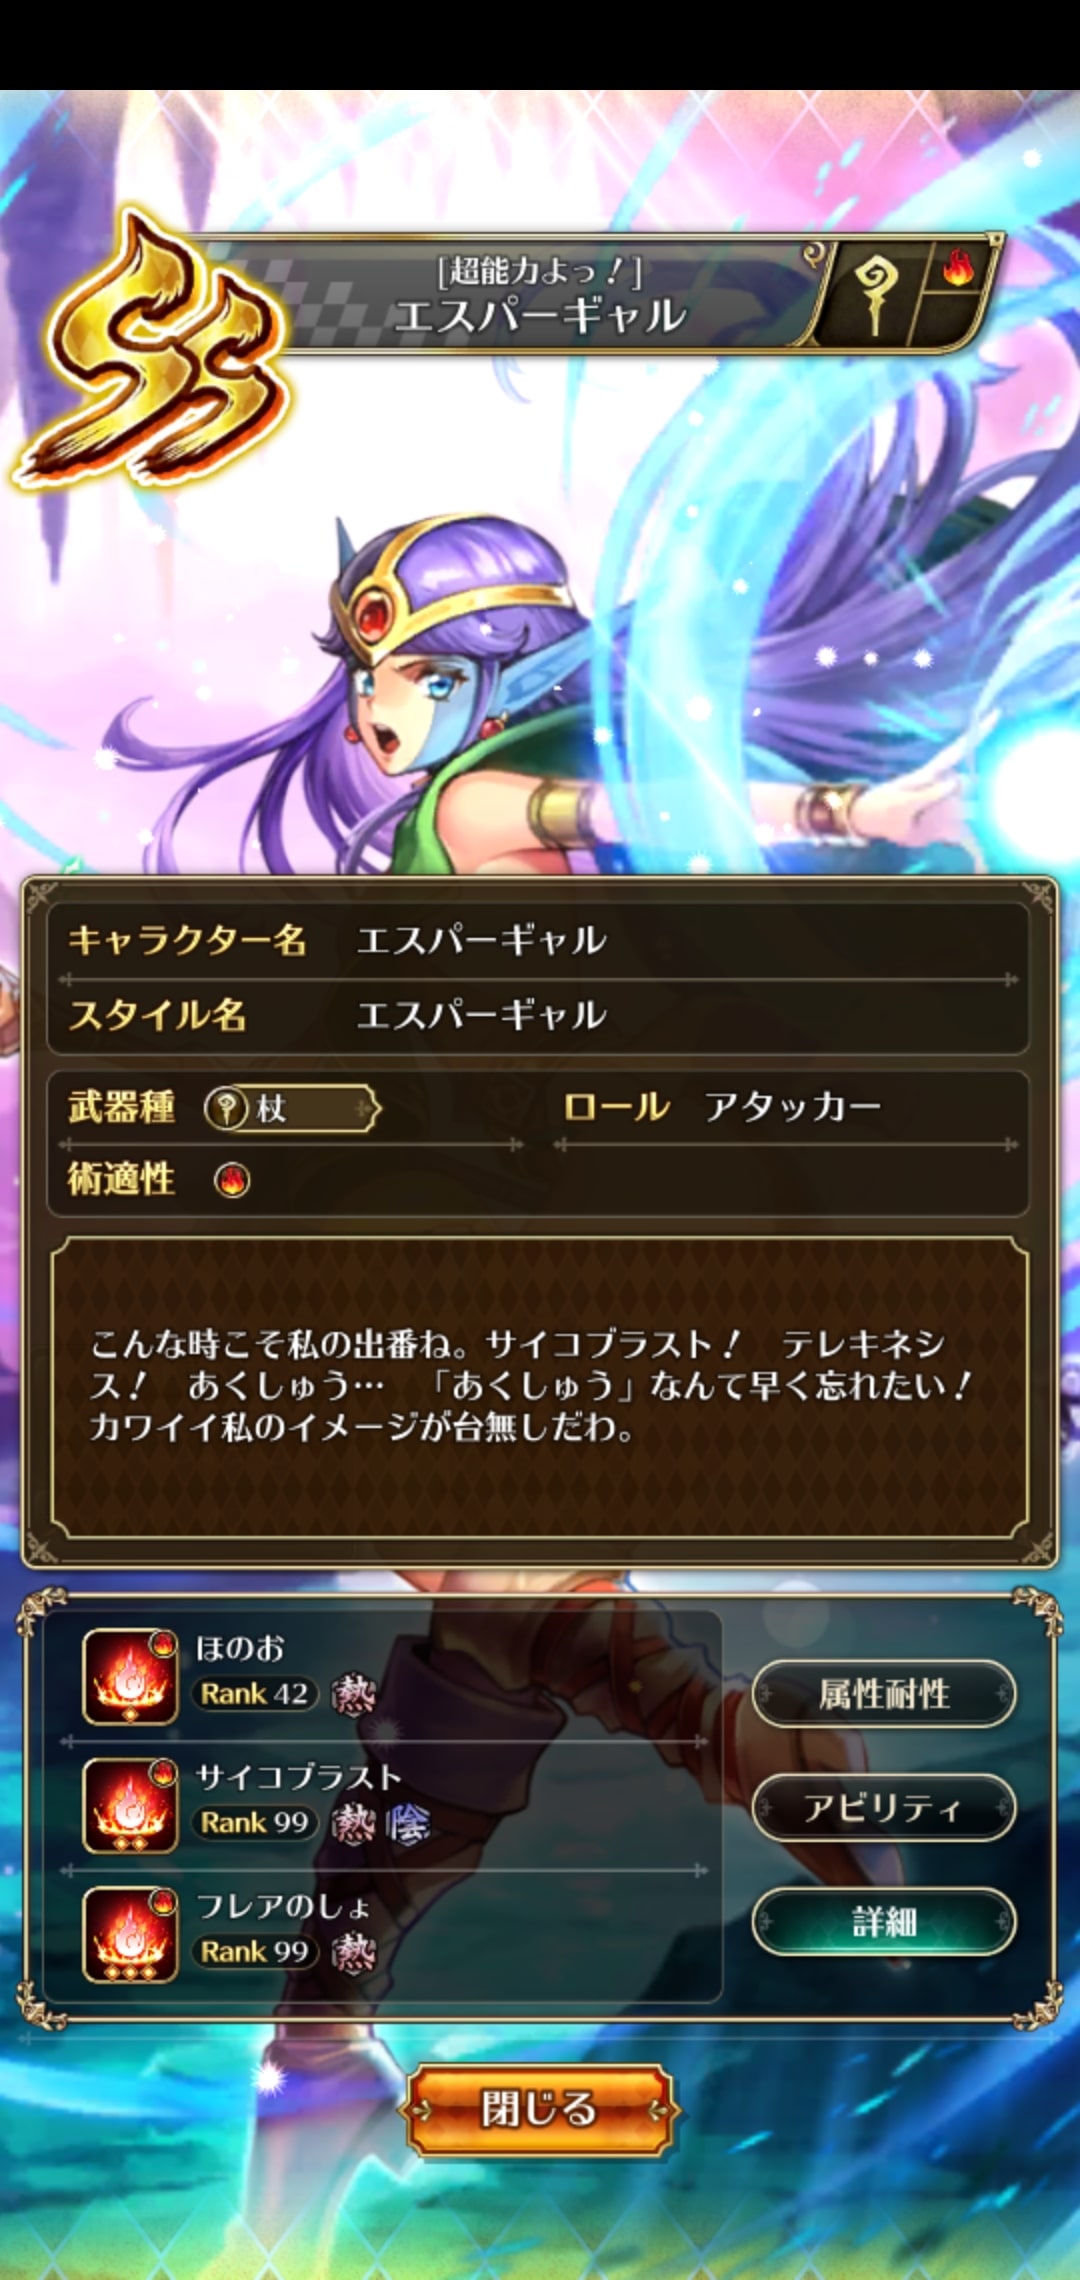 SS
[超能力よっ！]
エスパーギャル
キャラクター名 エスパーギャル
スタイル名 エスパーギャル
武器種 杖 ロール アタッカー
術適性
こんな時こそ私の出番ね。サイコブラスト！ テレキネシ
ス！ あくしゅう… 「あくしゅう」なんて早く忘れたい！
カワイイ私のイメージが台無しだわ。
ほのお
Rank 42 熱
サイコブラスト
Rank 99 熱 陰
フレアのしょ
Rank 99 熱
属性耐性
アビリティ
詳細
閉じる